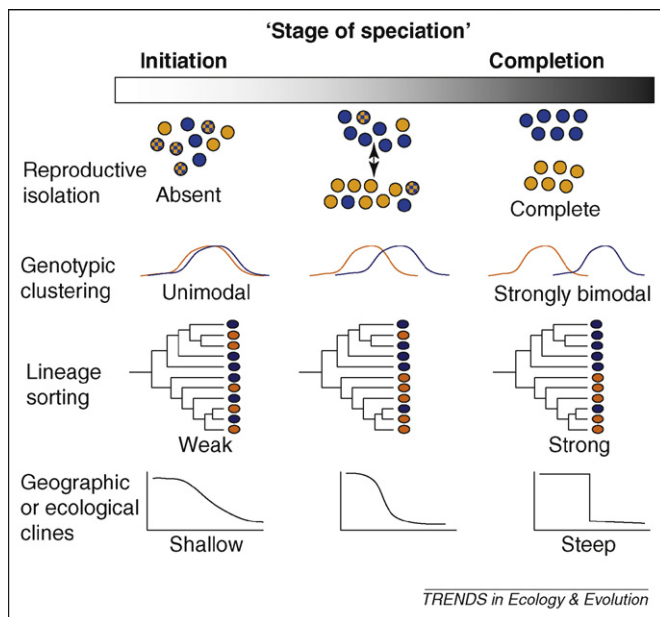 'Stage of speciation'
Initiation Completion
Reproductive
isolation
Absent
Complete
Genotypic
clustering
Unimodal
Strongly bimodal
Lineage
sorting
Weak
Strong
Geographic
or ecological
clines
Shallow
Steep
TRENDS in Ecology & Evolution